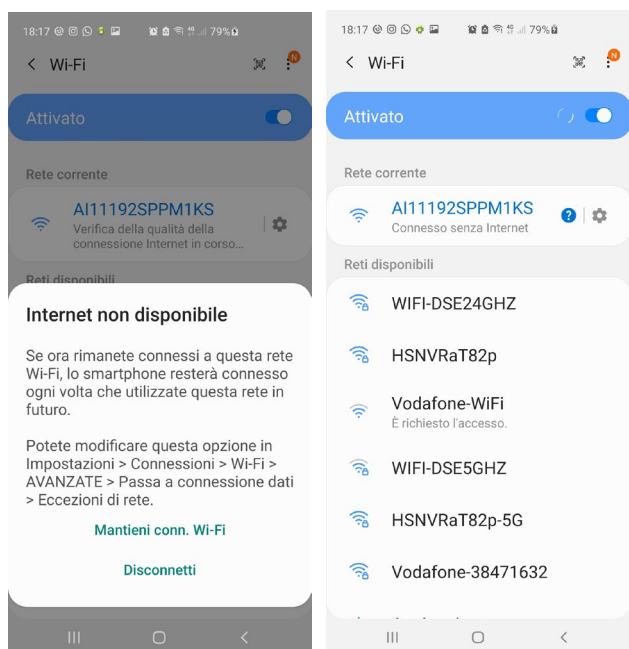 18:17 4G 79%
Wi-Fi
N
Attivato
Rete corrente
AI11192SPPM1KS
Verifica della qualità della
connessione Internet in corso...
Reti disponibili
Internet non disponibile
Se ora rimanete connessi a questa rete
Wi-Fi, lo smartphone resterà connesso
ogni volta che utilizzate questa rete in
futuro.
Potete modificare questa opzione in
Impostazioni > Connessioni > Wi-Fi >
AVANZATE > Passa a connessione dati
> Eccezioni di rete.
Mantieni conn. Wi-Fi
Disconnetti
18:17 4G 79%
Wi-Fi
N
Attivato
Rete corrente
AI11192SPPM1KS
Connesso senza Internet
?
Reti disponibili
WIFI-DSE24GHZ
HSNVRaT82p
Vodafone-WiFi
È richiesto l'accesso.
WIFI-DSE5GHZ
HSNVRaT82p-5G
Vodafone-38471632